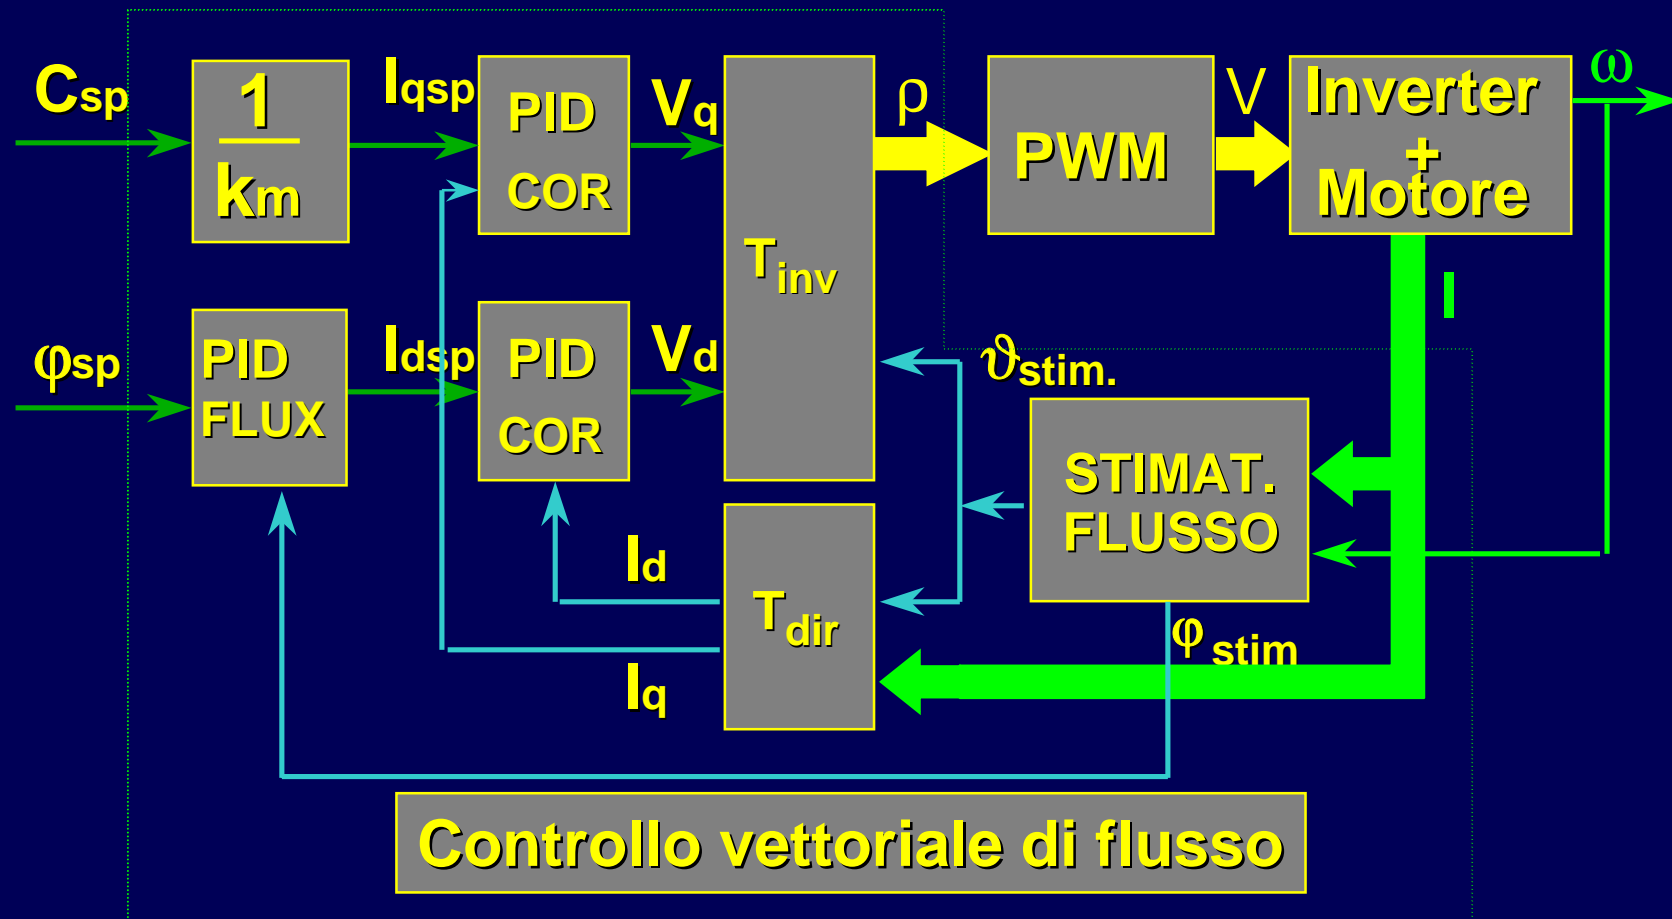 Csp
1
km
Iqsp
PID
COR
Vq
Tinv
ρ
PWM
V
Inverter
+
Motore
ω
I
φsp
PID
FLUX
Idsp
PID
COR
Vd
ϑstim.
STIMAT.
FLUSSO
Id
Tdir
φ stim
Iq
Controllo vettoriale di flusso